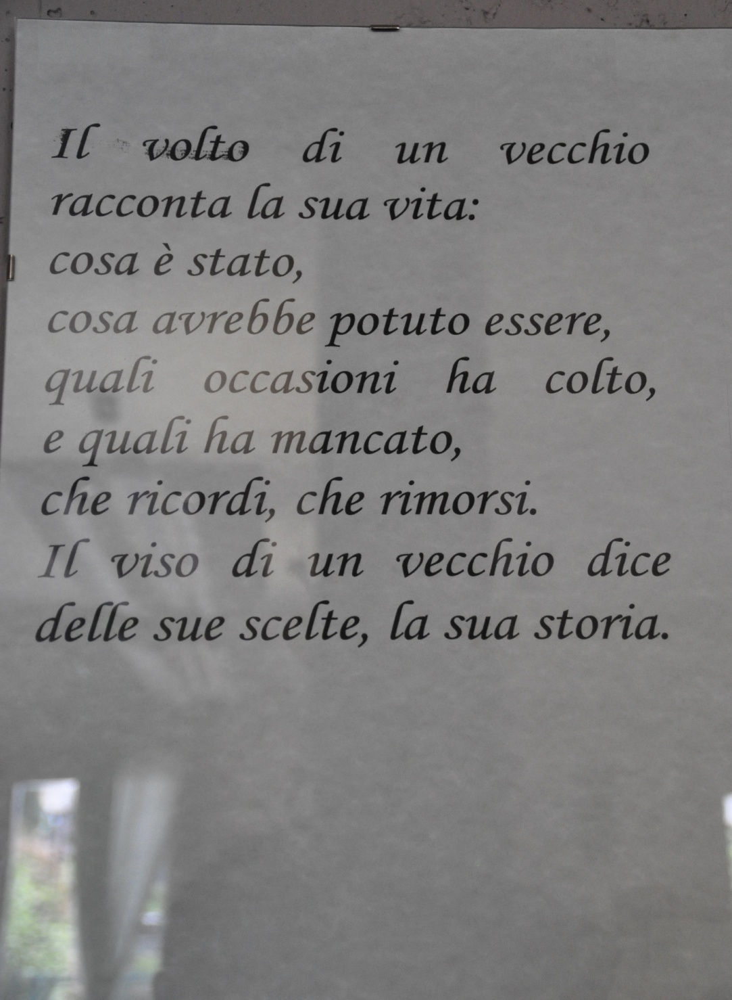 Il volto di un vecchio
racconta la sua vita:
cosa è stato,
cosa avrebbe potuto essere,
quali occasioni ha colto,
e quali ha mancato,
che ricordi, che rimorsi.
Il viso di un vecchio dice
delle sue scelte, la sua storia.